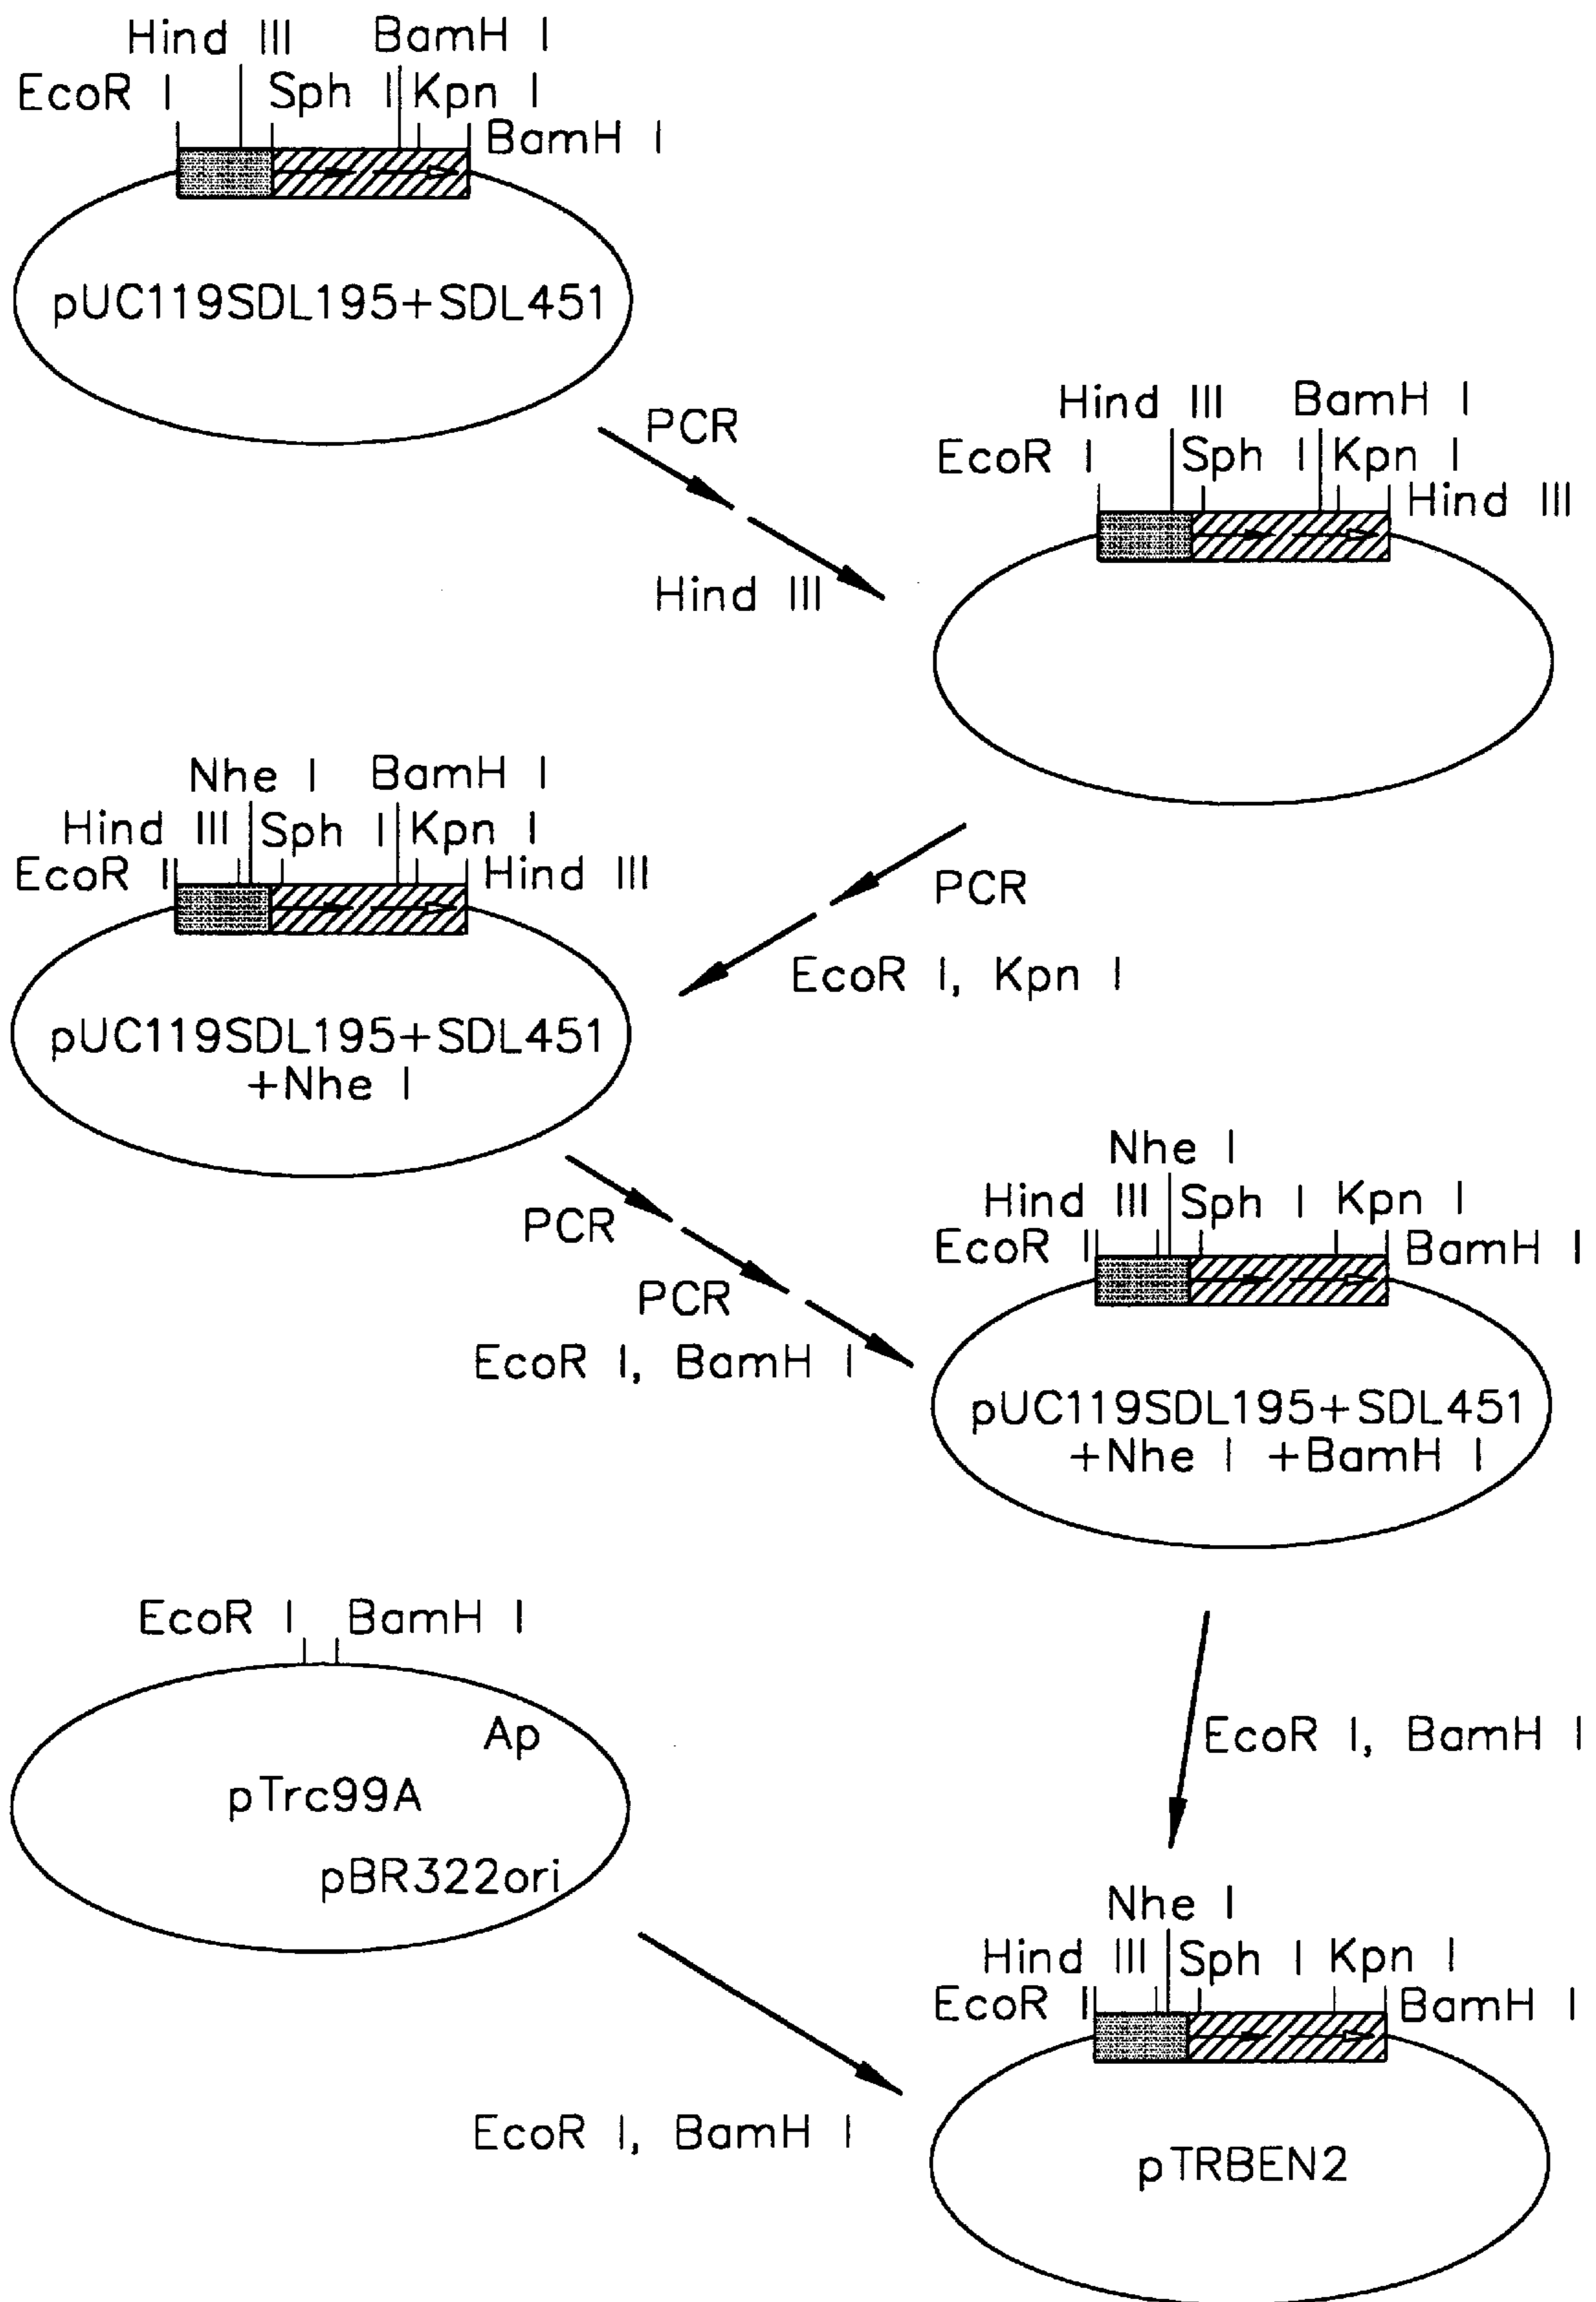 Hind III BamH I
EcoR I Sph I Kpn I
BamH I
pUC119SDL195+SDL451
PCR
Hind III
Hind III BamH I
EcoR I Sph I Kpn I
Hind III
Nhe I BamH I
Hind III Sph I Kpn I
EcoR I Hind III
pUC119SDL195+SDL451
+Nhe I
PCR
EcoR I, Kpn I
PCR
PCR
EcoR I, BamH I
Nhe I
Hind III Sph I Kpn I
EcoR I BamH I
pUC119SDL195+SDL451
+Nhe I +BamH I
EcoR I BamH I
Ap
pTrc99A
pBR322ori
EcoR I, BamH I
EcoR I, BamH I
Nhe I
Hind III Sph I Kpn I
EcoR I BamH I
pTRBEN2